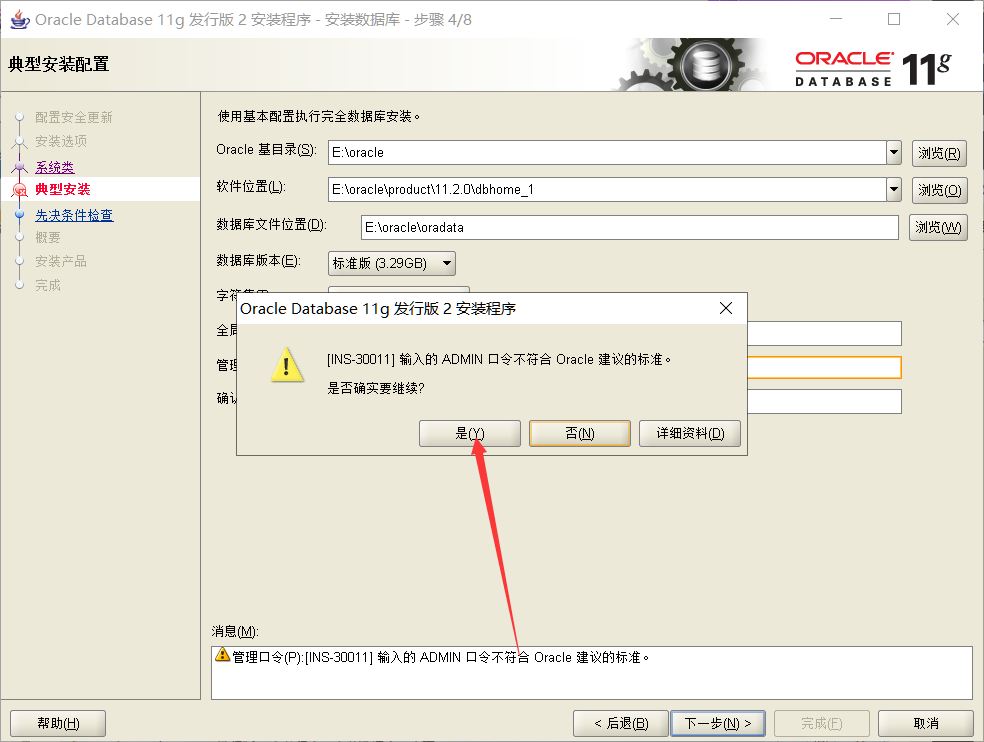 Oracle Database 11g 发行版 2 安装程序 - 安装数据库 - 步骤 4/8
典型安装配置
ORACLE
DATABASE 11g
配置安全更新
安装选项
系统类
典型安装
先决条件检查
概要
安装产品
完成
使用基本配置执行完全数据库安装。
Oracle 基目录(S): E:\oracle 浏览(R)
软件位置(L): E:\oracle\product\11.2.0\dbhome_1 浏览(O)
数据库文件位置(D): E:\oracle\oradata 浏览(W)
数据库版本(E): 标准版 (3.29GB)
字符集
全局
管理
确认
Oracle Database 11g 发行版 2 安装程序
[INS-30011] 输入的 ADMIN 口令不符合 Oracle 建议的标准。
是否确实要继续?
是(Y) 否(N) 详细资料(D)
消息(M):
管理口令(P):[INS-30011] 输入的 ADMIN 口令不符合 Oracle 建议的标准。
帮助(H) < 后退(B) 下一步(N) > 完成(F) 取消